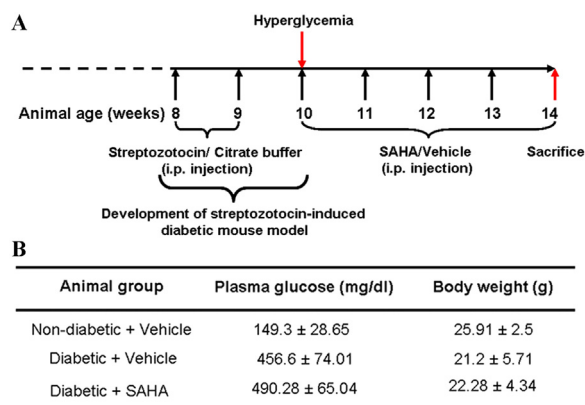 A
Hyperglycemia
Animal age (weeks) 8 9 10 11 12 13 14
Streptozotocin/ Citrate buffer
(i.p. injection)
SAHA/Vehicle
(i.p. injection)
Sacrifice
Development of streptozotocin-induced
diabetic mouse model
B
Animal group Plasma glucose (mg/dl) Body weight (g)
Non-diabetic + Vehicle 149.3 ± 28.65 25.91 ± 2.5
Diabetic + Vehicle 456.6 ± 74.01 21.2 ± 5.71
Diabetic + SAHA 490.28 ± 65.04 22.28 ± 4.34